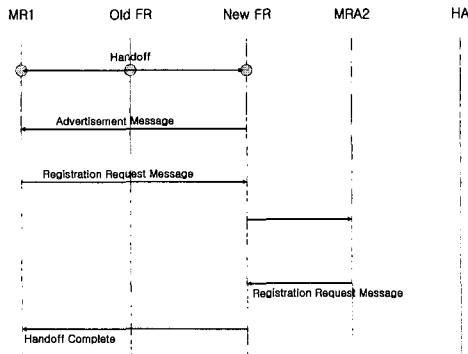 MR1 Old FR New FR MRA2 HA
Handoff
Advertisement Message
Registration Request Message
Registration Request Message
Handoff Complete